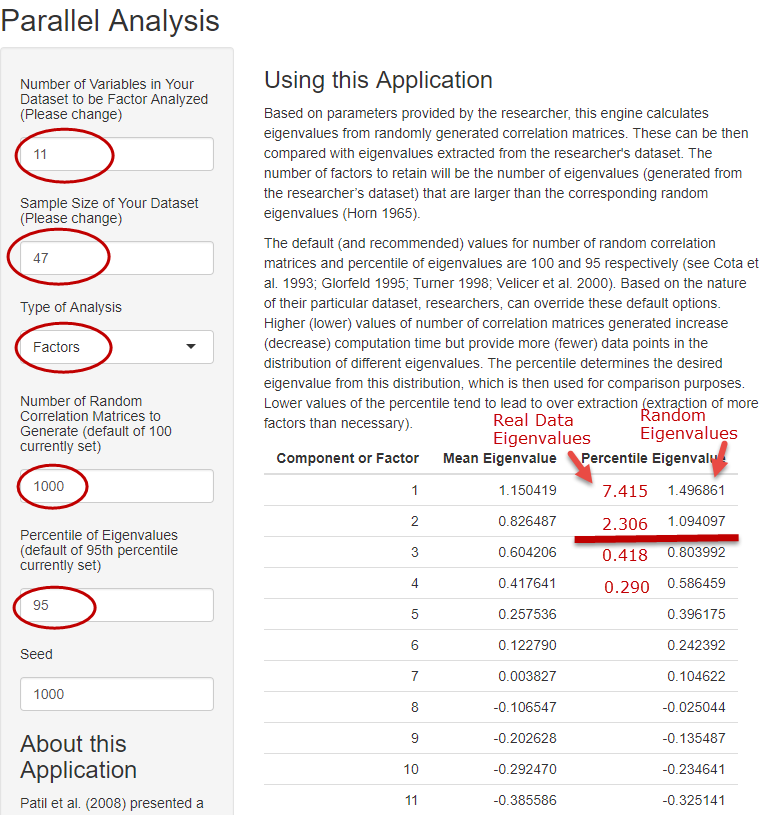 Parallel Analysis
Number of Variables in Your
Dataset to be Factor Analyzed
(Please change)
11
Sample Size of Your Dataset
(Please change)
47
Type of Analysis
Factors
Number of Random
Correlation Matrices to
Generate (default of 100
currently set)
1000
Percentile of Eigenvalues
(default of 95th percentile
currently set)
95
Seed
1000
About this
Application
Patil et al. (2008) presented a
Using this Application
Based on parameters provided by the researcher, this engine calculates
eigenvalues from randomly generated correlation matrices. These can be then
compared with eigenvalues extracted from the researcher's dataset. The
number of factors to retain will be the number of eigenvalues (generated from
the researcher's dataset) that are larger than the corresponding random
eigenvalues (Horn 1965).
The default (and recommended) values for number of random correlation
matrices and percentile of eigenvalues are 100 and 95 respectively (see Cota et
al. 1993; Glorfeld 1995; Turner 1998; Velicer et al. 2000). Based on the nature
of their particular dataset, researchers, can override these default options.
Higher (lower) values of number of correlation matrices generated increase
(decrease) computation time but provide more (fewer) data points in the
distribution of different eigenvalues. The percentile determines the desired
eigenvalue from this distribution, which is then used for comparison purposes.
Lower values of the percentile tend to lead to over extraction (extraction of more
factors than necessary).
Real Data
Eigenvalues
Random
Eigenvalues
Component or Factor Mean Eigenvalue Percentile Eigenvalue
1 1.150419 7.415 1.496861
2 0.826487 2.306 1.094097
3 0.604206 0.418 0.803992
4 0.417641 0.290 0.586459
5 0.257536 0.396175
6 0.122790 0.242392
7 0.003827 0.104622
8 -0.106547 -0.025044
9 -0.202628 -0.135487
10 -0.292470 -0.234641
11 -0.385586 -0.325141